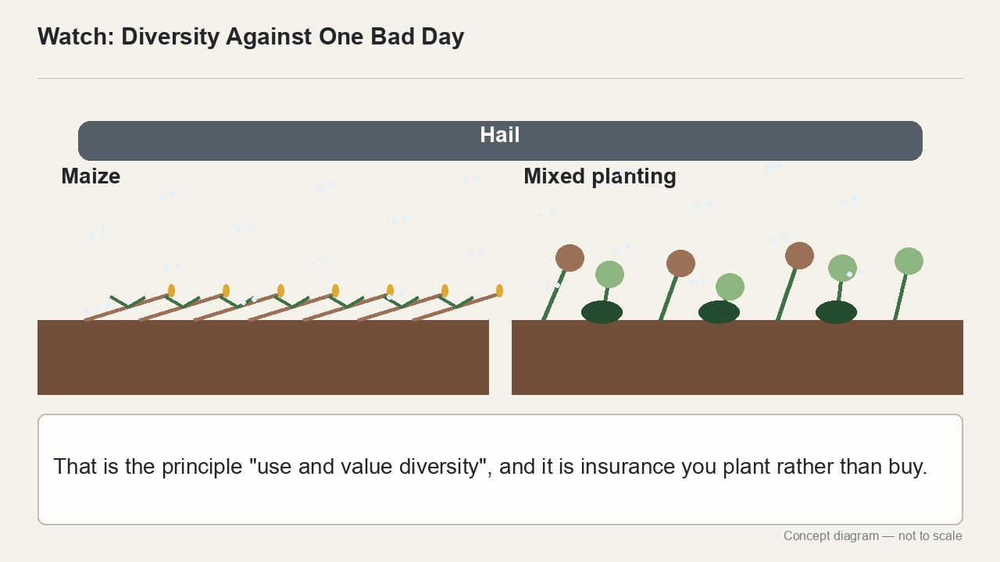 Watch: Diversity Against One Bad Day
Hail
Maize
Mixed planting
That is the principle "use and value diversity", and it is insurance you plant rather than buy.
Concept diagram — not to scale